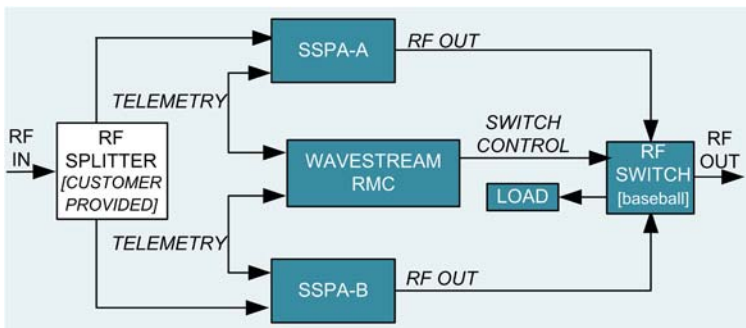 SSPA-A
RF OUT
TELEMETRY
RF
IN
RF
SPLITTER
[CUSTOMER
PROVIDED]
WAVESTREAM
RMC
SWITCH
CONTROL
RF
SWITCH
[baseball]
RF
OUT
LOAD
TELEMETRY
SSPA-B
RF OUT